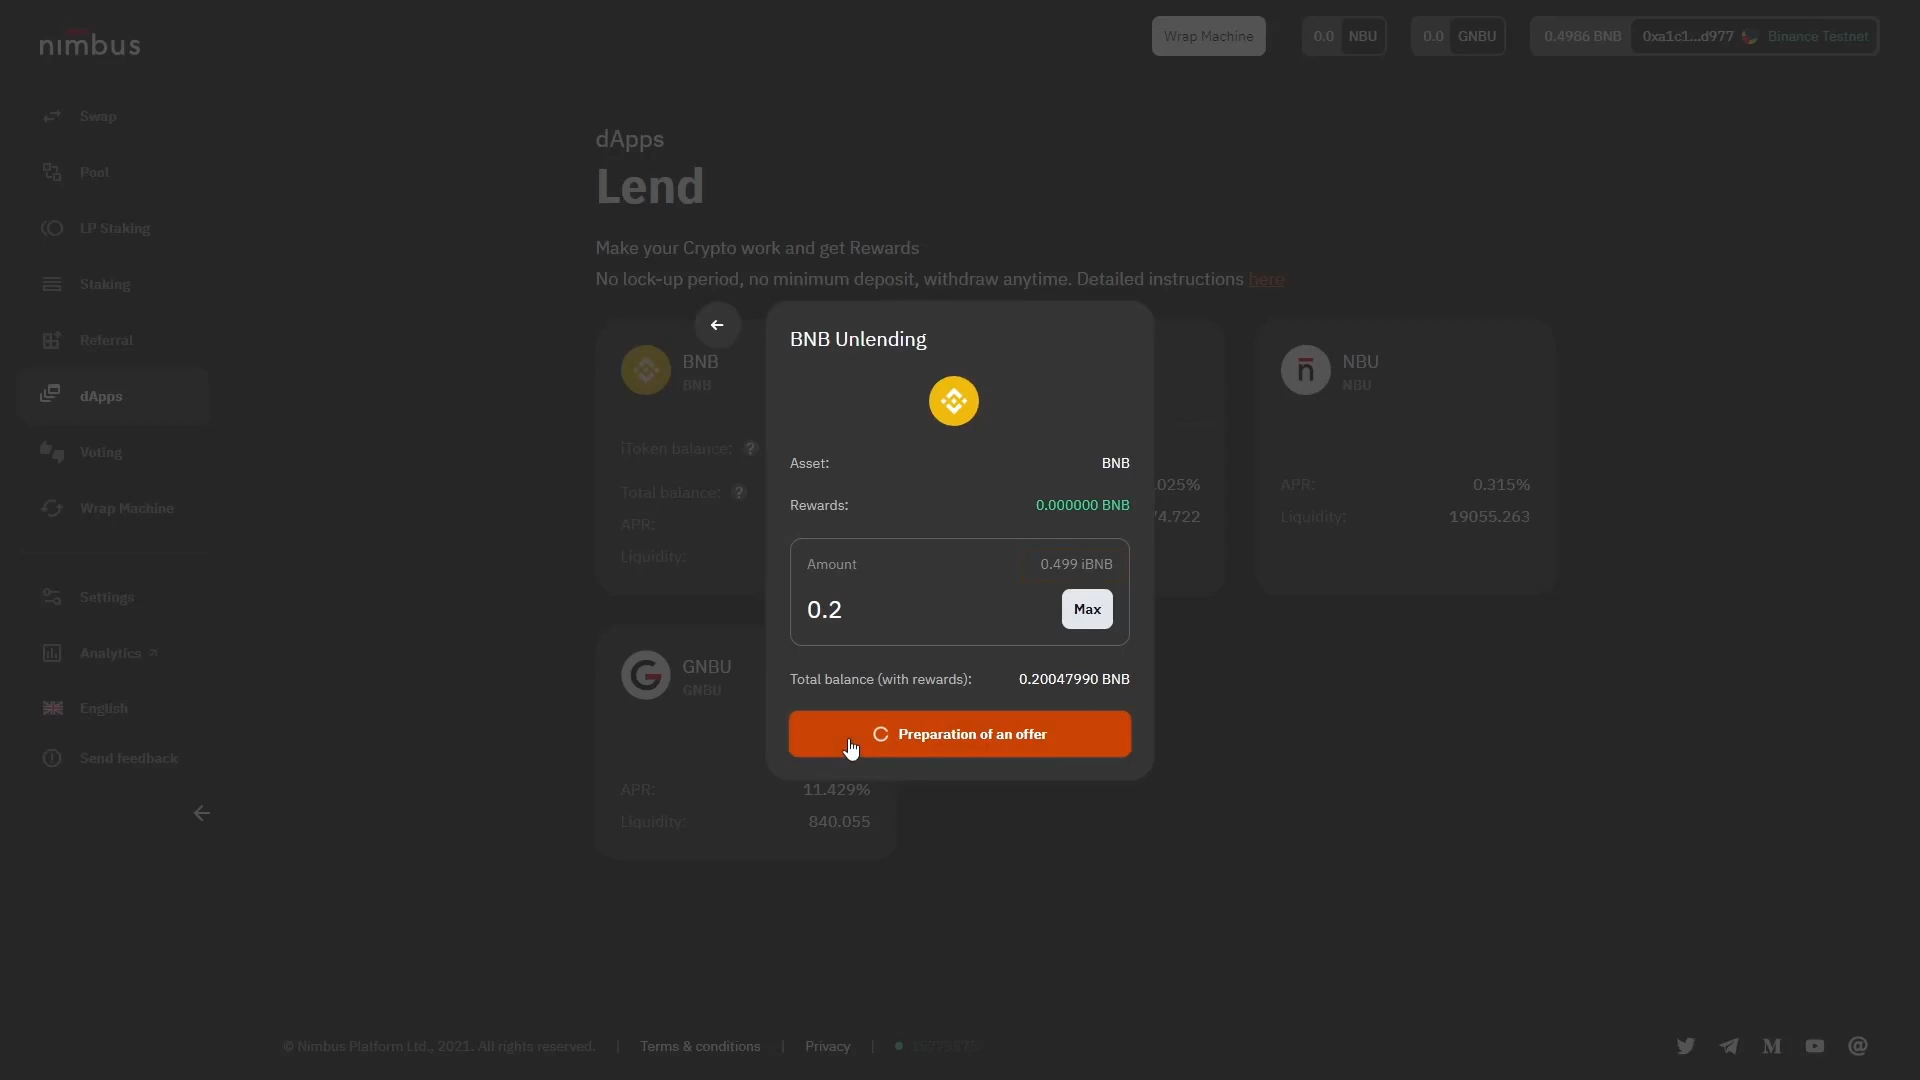 nimbus
Wrap Machine
0.0 NBU
0.0 GNBU
0.4986 BNB 0xa1c1...d977 Binance Testnet
Swap
Pool
LP Staking
Staking
Referral
dApps
Voting
Wrap Machine
Settings
Analytics
English
Send feedback
dApps
Lend
Make your Crypto work and get Rewards
No lock-up period, no minimum deposit, withdraw anytime. Detailed instructions here
BNB
BNB
iToken balance: ?
Total balance: ?
APR:
Liquidity:
BNB Unlending
Asset: BNB
Rewards: 0.000000 BNB
Amount 0.499 iBNB
0.2 Max
Total balance (with rewards): 0.20047990 BNB
Preparation of an offer
.025%
74.722
NBU
NBU
APR: 0.315%
Liquidity: 19055.263
GNBU
GNBU
APR: 11.429%
Liquidity: 840.055
© Nimbus Platform Ltd., 2021. All rights reserved. | Terms & conditions | Privacy |